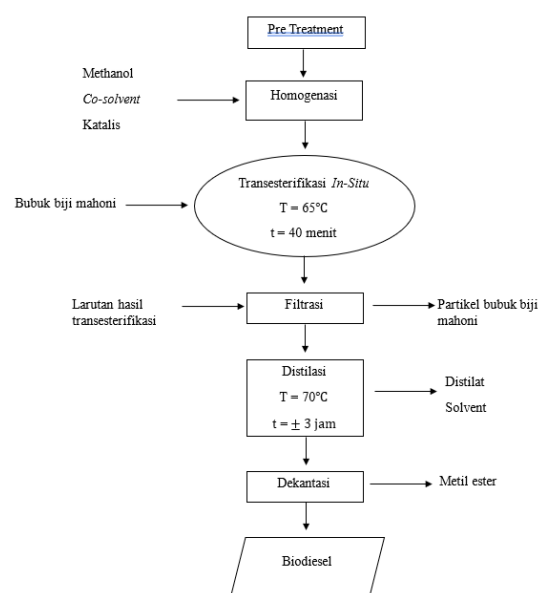 Pre Treatment
Methanol
Co-solvent
Katalis
Homogenasi
Transesterifikasi In-Situ
T = 65°C
t = 40 menit
Bubuk biji mahoni
Larutan hasil
transesterifikasi
Filtrasi
Partikel bubuk biji
mahoni
Distilasi
T = 70°C
t = ± 3 jam
Distilat
Solvent
Dekantasi
Metil ester
Biodiesel